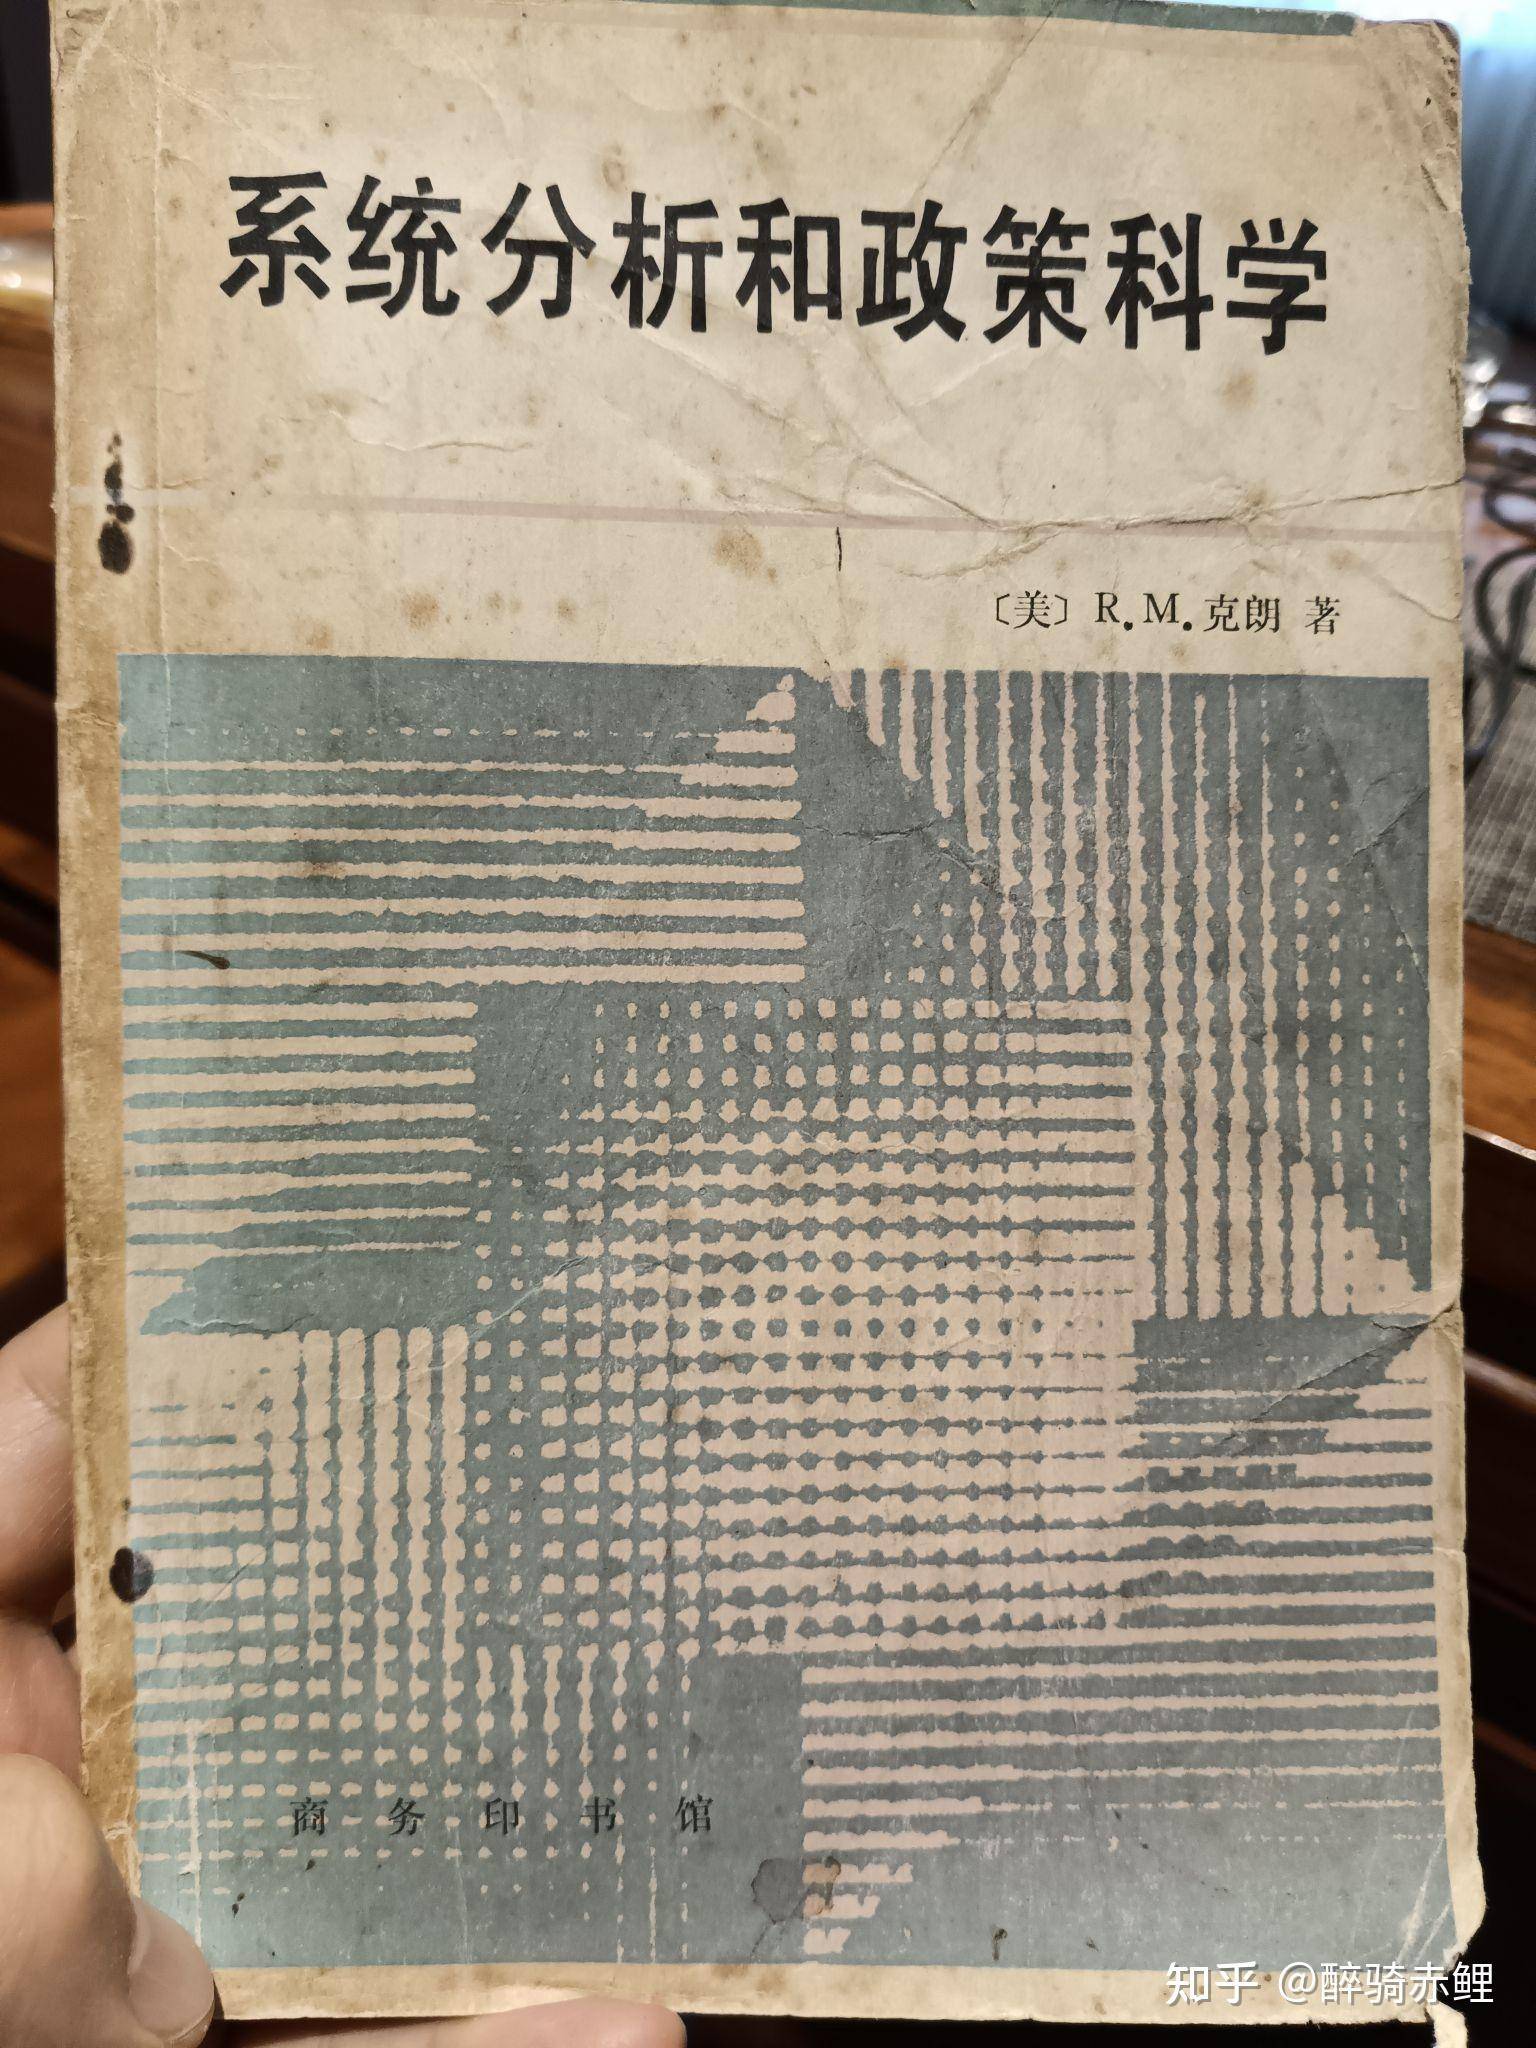 系统分析和政策科学
〔美〕R.M.克朗 著
商务印书馆
知乎 @醉骑赤鲤